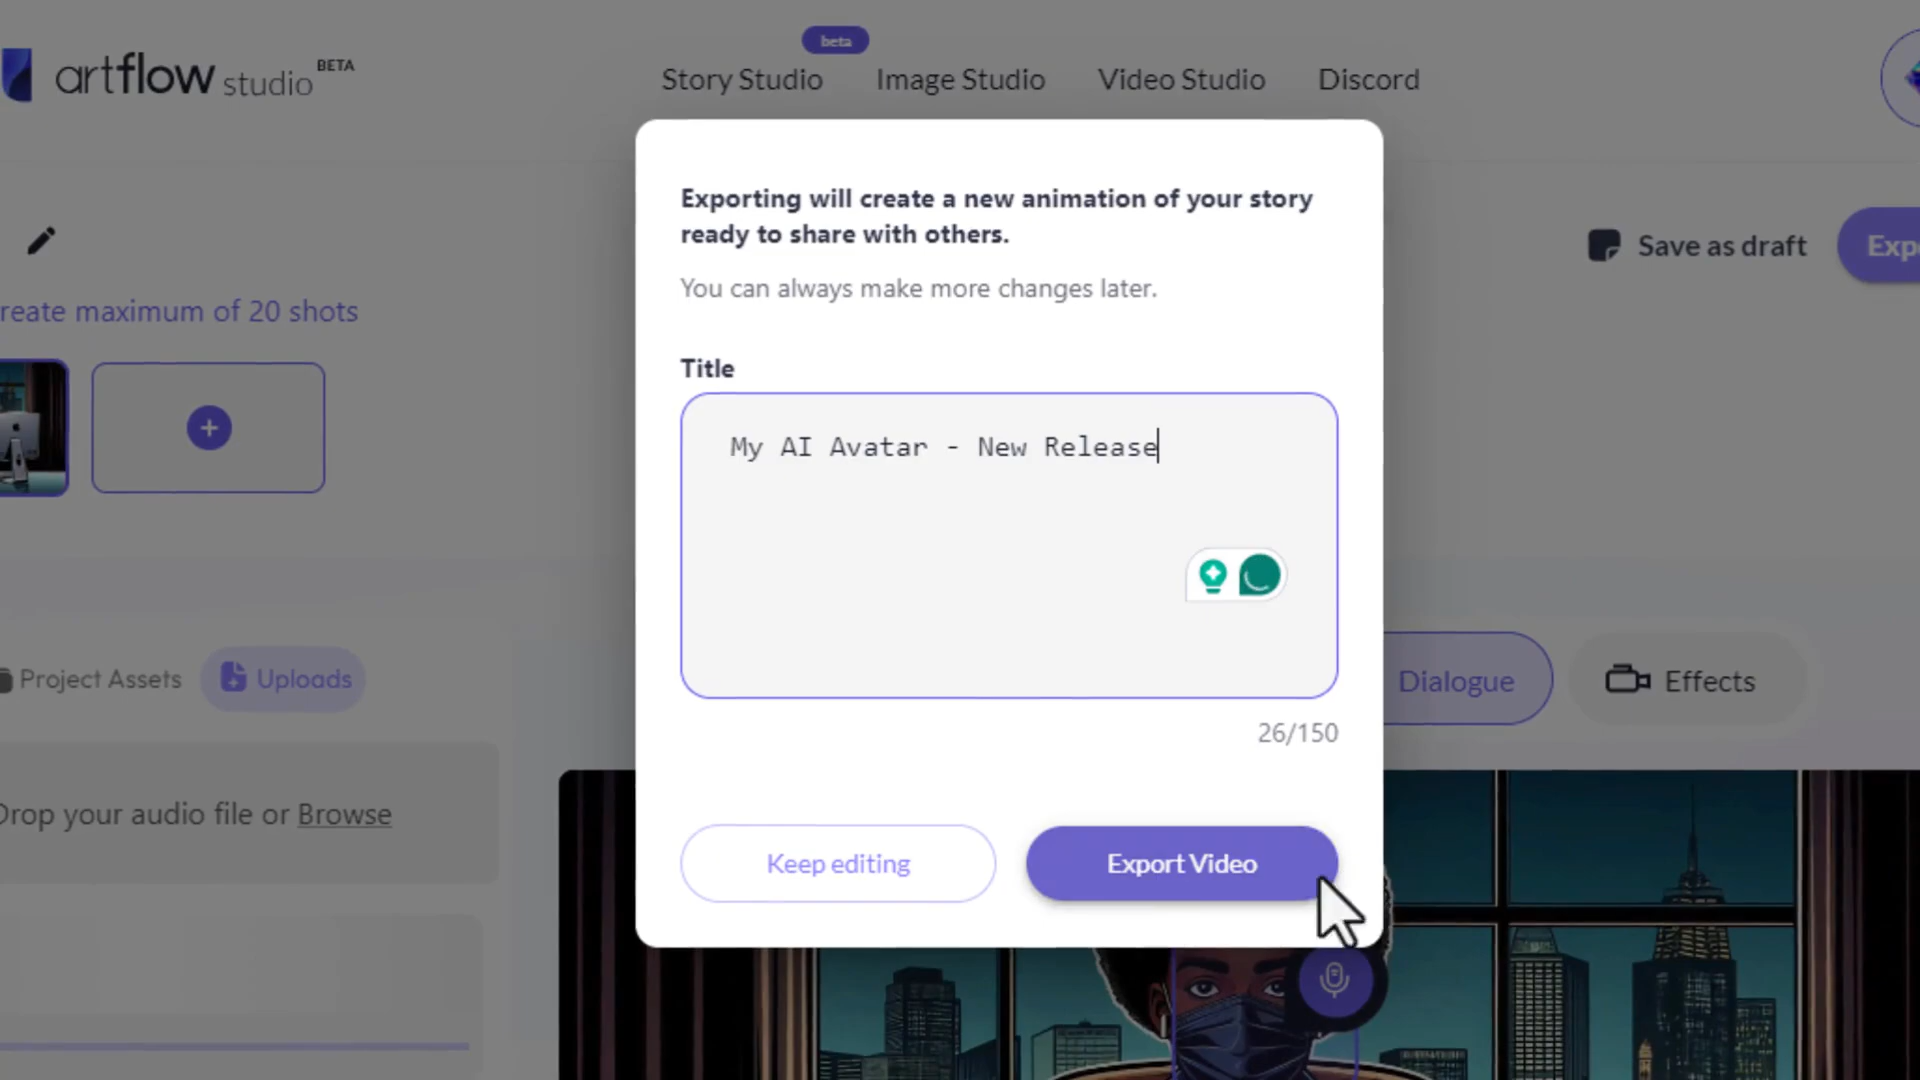 beta
artflow studio BETA
Story Studio
Image Studio
Video Studio
Discord
Exporting will create a new animation of your story
ready to share with others.
Save as draft
You can always make more changes later.
maximum of 20 shots
Title
My AI Avatar - New Release
Project Assets
Uploads
Dialogue
Effects
26/150
your audio file or Browse
Keep editing
Export Video